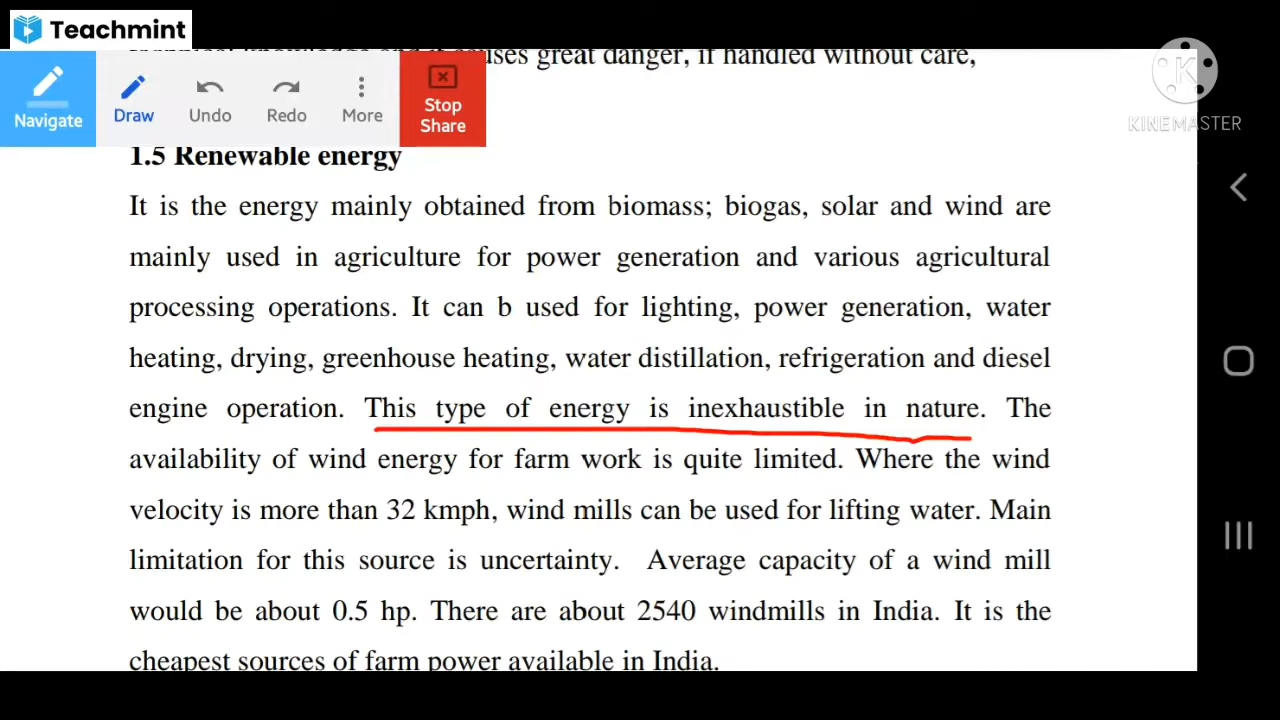 Teachmint
uses great danger, if handled without care,
Navigate
Draw
Undo
Redo
More
Stop
Share
KINEMASTER
1.5 Renewable energy
It is the energy mainly obtained from biomass; biogas, solar and wind are
mainly used in agriculture for power generation and various agricultural
processing operations. It can b used for lighting, power generation, water
heating, drying, greenhouse heating, water distillation, refrigeration and diesel
engine operation. This type of energy is inexhaustible in nature. The
availability of wind energy for farm work is quite limited. Where the wind
velocity is more than 32 kmph, wind mills can be used for lifting water. Main
limitation for this source is uncertainty. Average capacity of a wind mill
would be about 0.5 hp. There are about 2540 windmills in India. It is the
cheapest sources of farm power available in India.